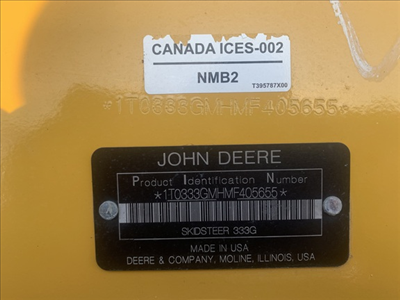 CANADA ICES-002
NMB2
T395787X00
*1T0333GMHMF405655*
JOHN DEERE
Product Identification Number
*1T0333GMHMF405655*
SKIDSTEER 333G
MADE IN USA
DEERE & COMPANY, MOLINE, ILLINOIS, USA